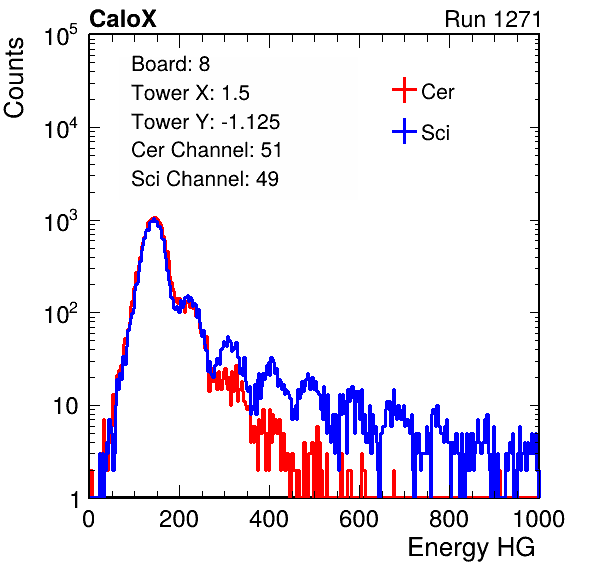 CaloX Run 1271
Counts
10^5
10^4
10^3
10^2
10
1
Board: 8
Tower X: 1.5
Tower Y: -1.125
Cer Channel: 51
Sci Channel: 49
Cer
Sci
0 200 400 600 800 1000
Energy HG